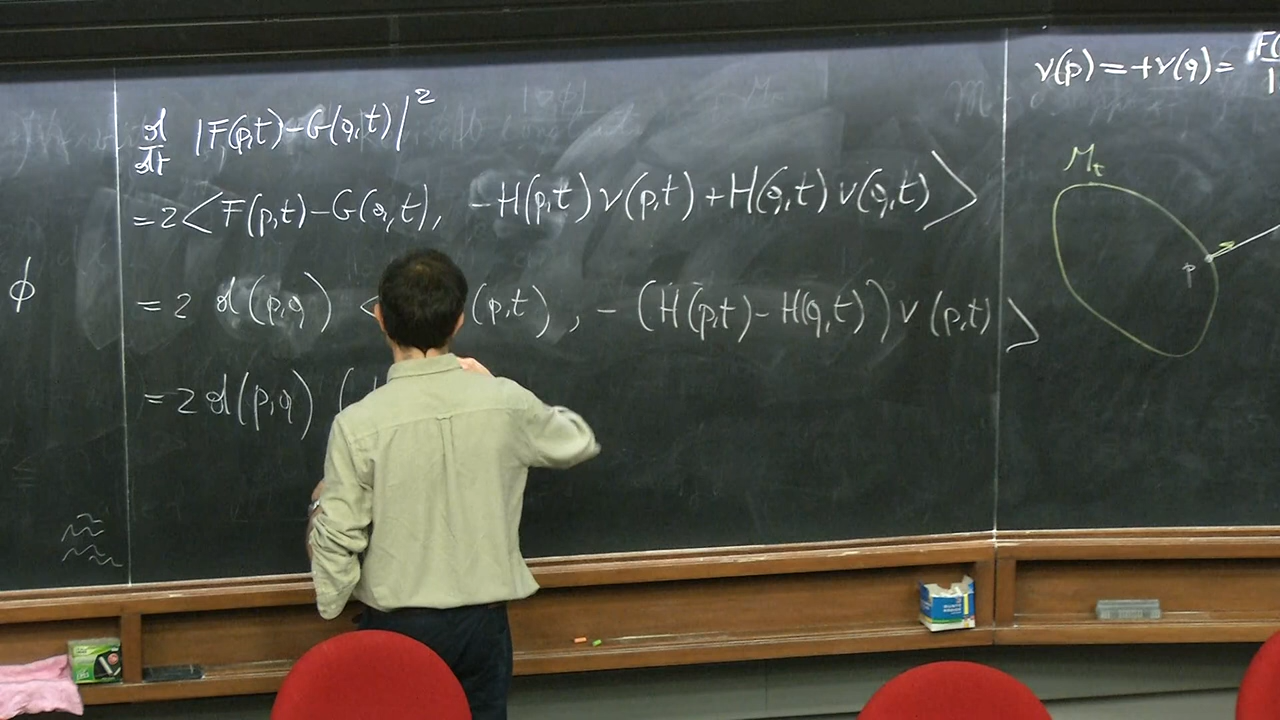 d/dt |F(p,t)-G(q,t)|²
=2<F(p,t)-G(q,t), -H(p,t)ν(p,t)+H(q,t)ν(q,t)>
= 2 d(p,q) < (p,t), -(H(p,t)-H(q,t))ν(p,t)>
=2 d(p,q) (
ϕ
ν(p)=+ν(q)=
M_t
p